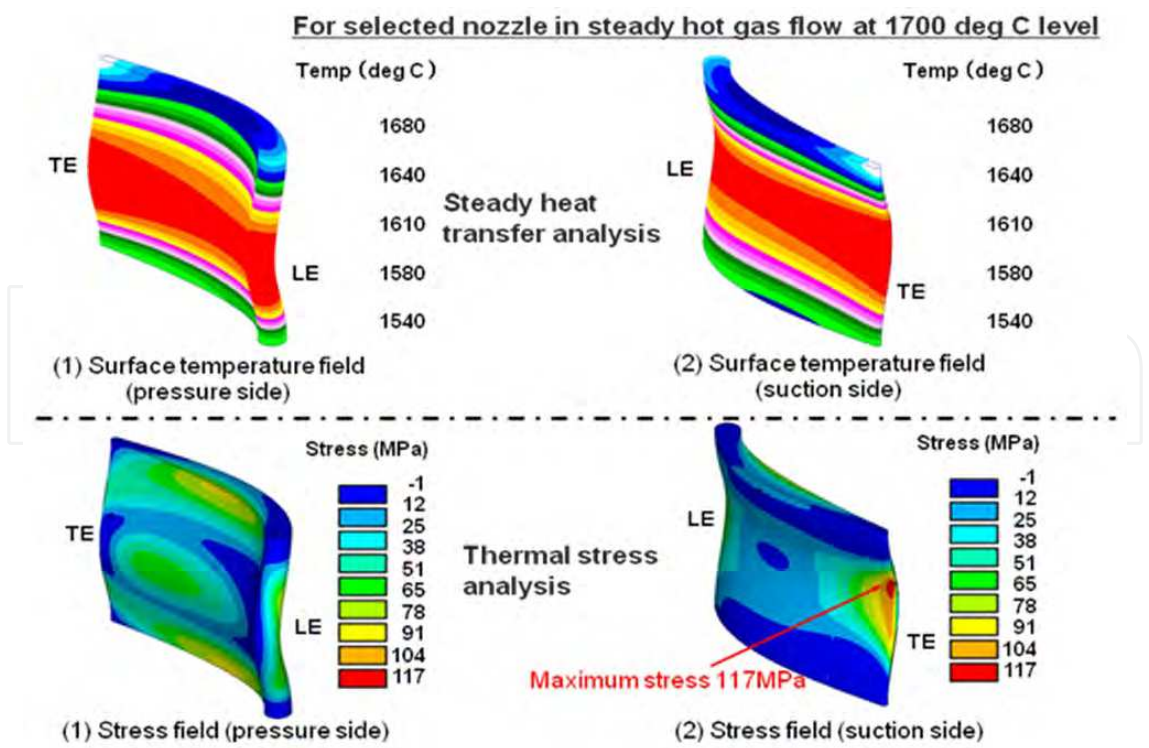 For selected nozzle in steady hot gas flow at 1700 deg C level
Temp (deg C)
1680
1640
1610
1580
1540
TE
LE
(1) Surface temperature field
(pressure side)
Steady heat
transfer analysis
Temp (deg C)
1680
1640
1610
1580
1540
LE
TE
(2) Surface temperature field
(suction side)
Stress (MPa)
-1
12
25
38
51
65
78
91
104
117
TE
LE
(1) Stress field (pressure side)
Thermal stress
analysis
Stress (MPa)
-1
12
25
38
51
65
78
91
104
117
LE
TE
Maximum stress 117MPa
(2) Stress field (suction side)